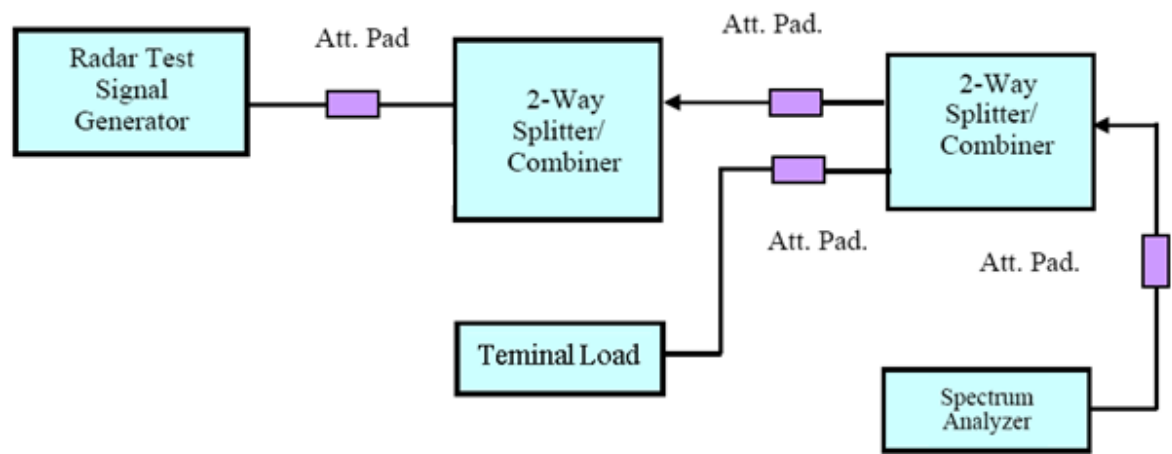 Radar Test
Signal
Generator
Att. Pad
2-Way
Splitter/
Combiner
Att. Pad.
2-Way
Splitter/
Combiner
Att. Pad.
Att. Pad.
Teminal Load
Spectrum
Analyzer